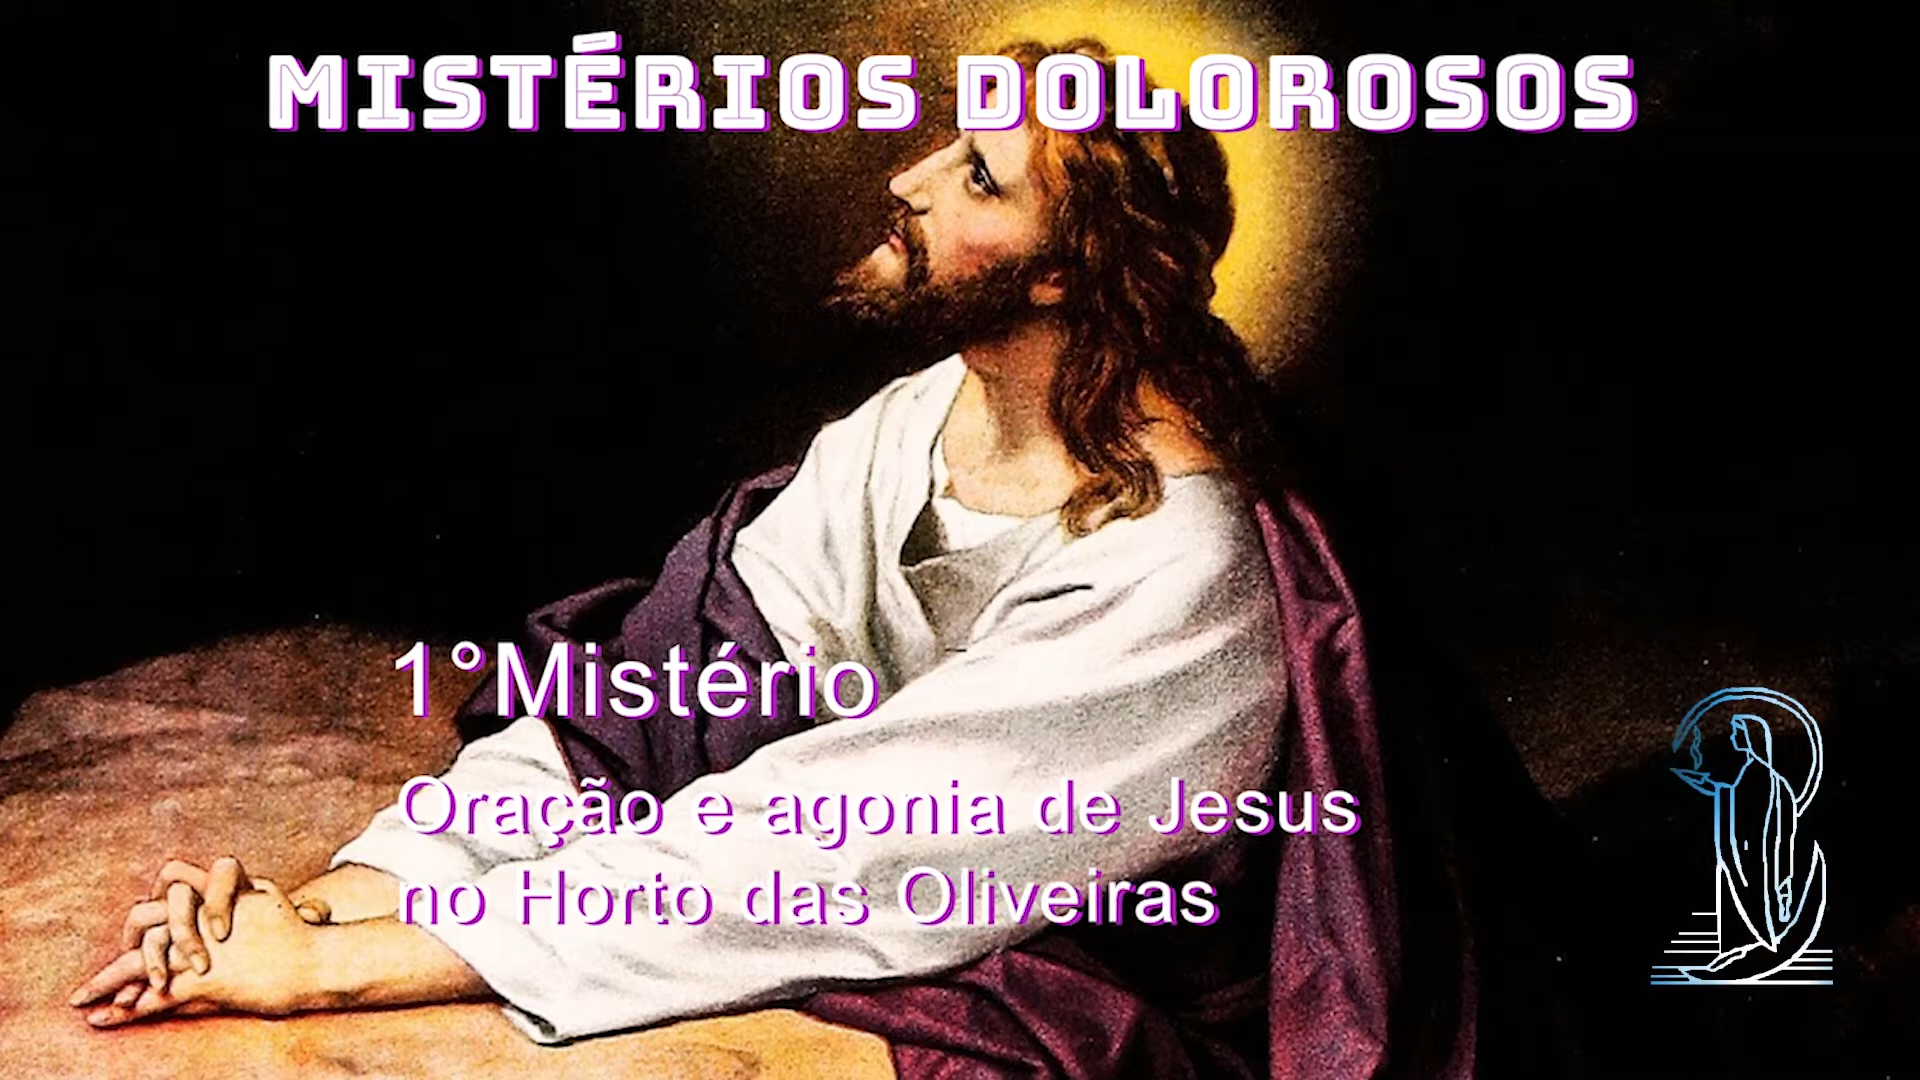 MISTÉRIOS DOLOROSOS
1°Mistério
Oração e agonia de Jesus
no Horto das Oliveiras